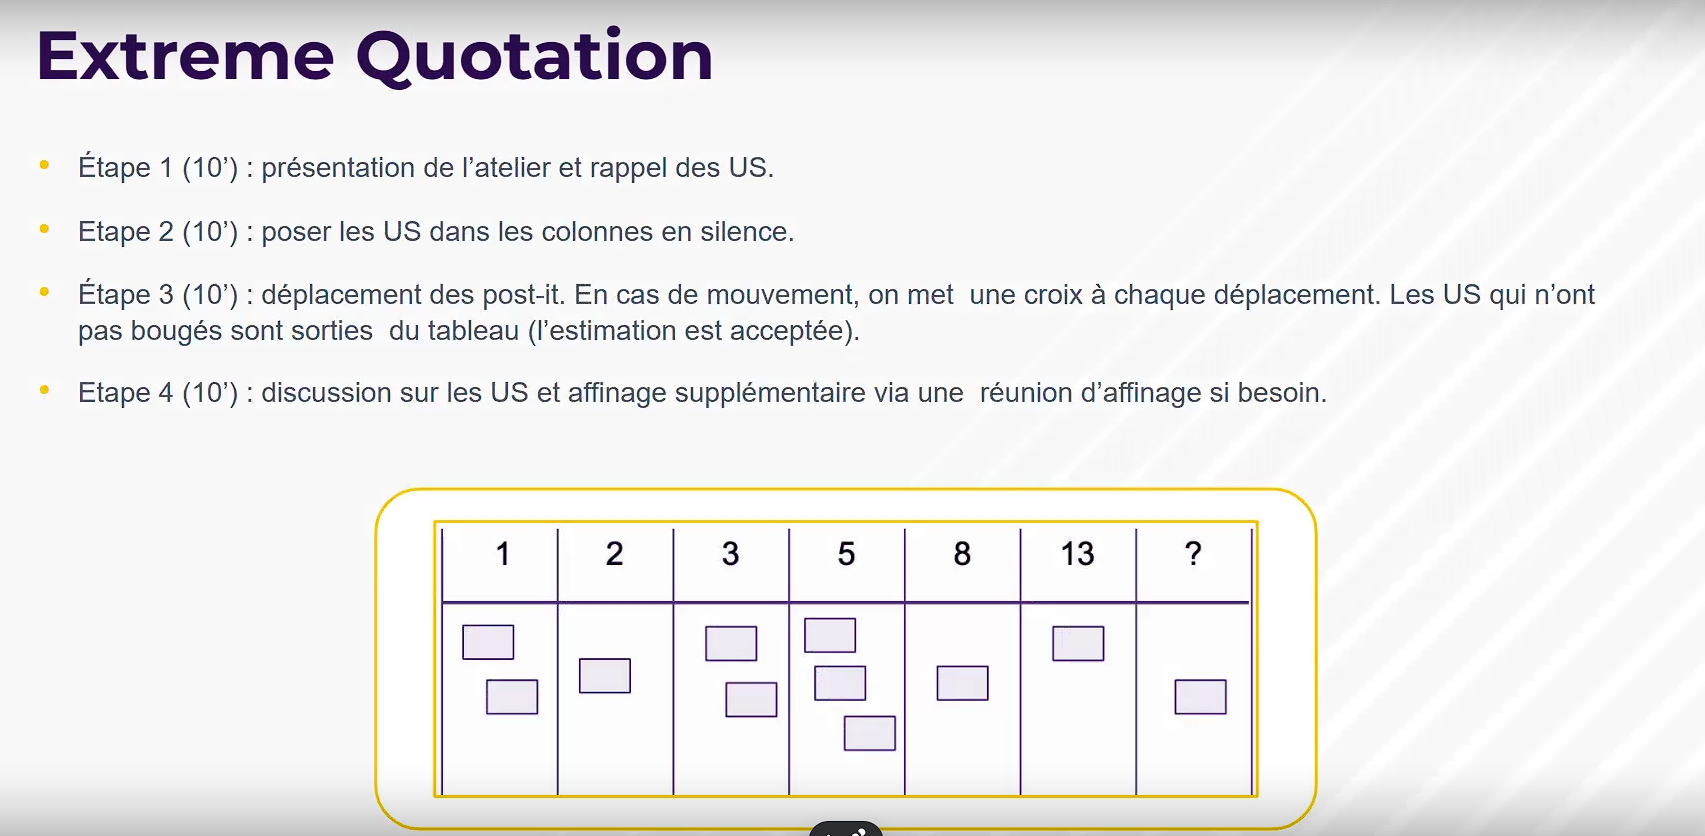 Extreme Quotation
Étape 1 (10’) : présentation de l’atelier et rappel des US.
Etape 2 (10’) : poser les US dans les colonnes en silence.
Étape 3 (10’) : déplacement des post-it. En cas de mouvement, on met  une croix à chaque déplacement. Les US qui n’ont
pas bougés sont sorties  du tableau (l’estimation est acceptée).
Etape 4 (10’) : discussion sur les US et affinage supplémentaire via une  réunion d’affinage si besoin.
1 2 3 5 8 13 ?